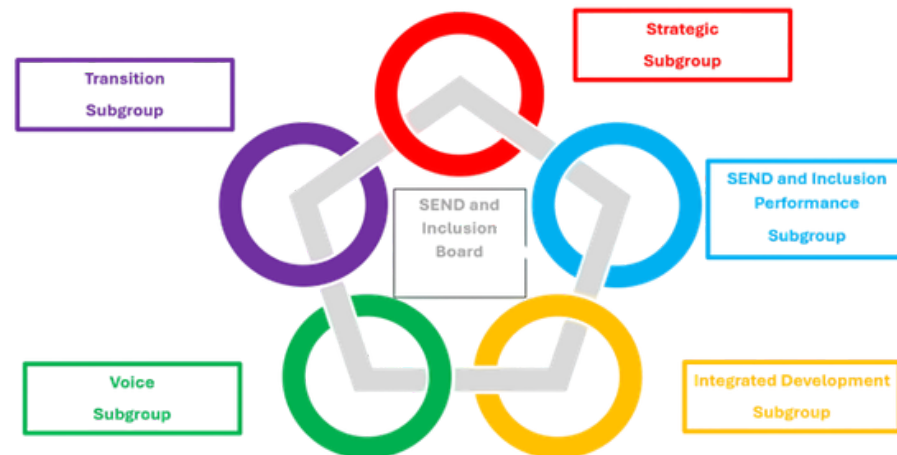 Strategic
Subgroup
Transition
Subgroup
SEND and Inclusion
Performance
Subgroup
SEND and
Inclusion
Board
Voice
Subgroup
Integrated Development
Subgroup